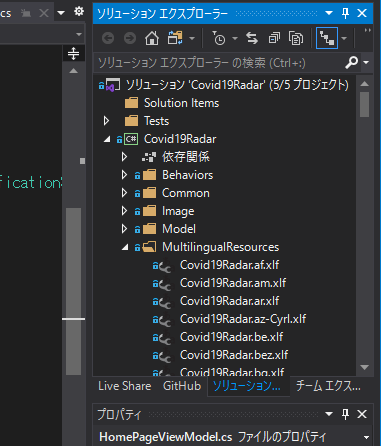 cs
ソリューション エクスプローラー
ソリューション エクスプローラー の検索 (Ctrl+:)
ソリューション 'Covid19Radar' (5/5 プロジェクト)
Solution Items
Tests
C# Covid19Radar
依存関係
Behaviors
Common
Image
Model
MultilingualResources
Covid19Radar.af.xlf
Covid19Radar.am.xlf
Covid19Radar.ar.xlf
Covid19Radar.az-Cyrl.xlf
Covid19Radar.be.xlf
Covid19Radar.bez.xlf
Covid19Radar.bg.xlf
ficationS
Live Share GitHub ソリューション... チーム エクス...
プロパティ
HomePageViewModel.cs ファイルのプロパティ